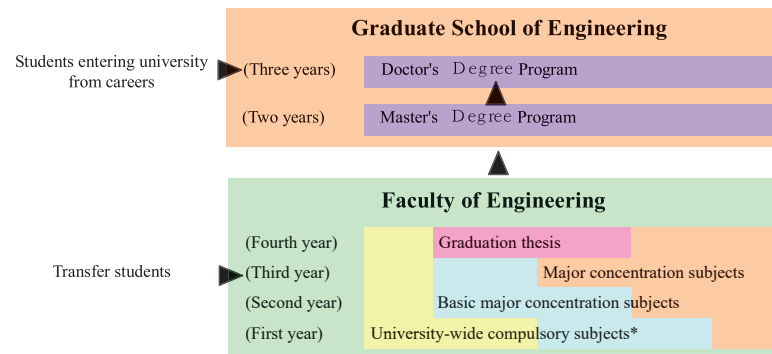 Graduate School of Engineering
Students entering university
from careers
(Three years) Doctor's Degree Program
(Two years) Master's Degree Program
Faculty of Engineering
(Fourth year) Graduation thesis
Transfer students
(Third year) Major concentration subjects
(Second year) Basic major concentration subjects
(First year) University-wide compulsory subjects*